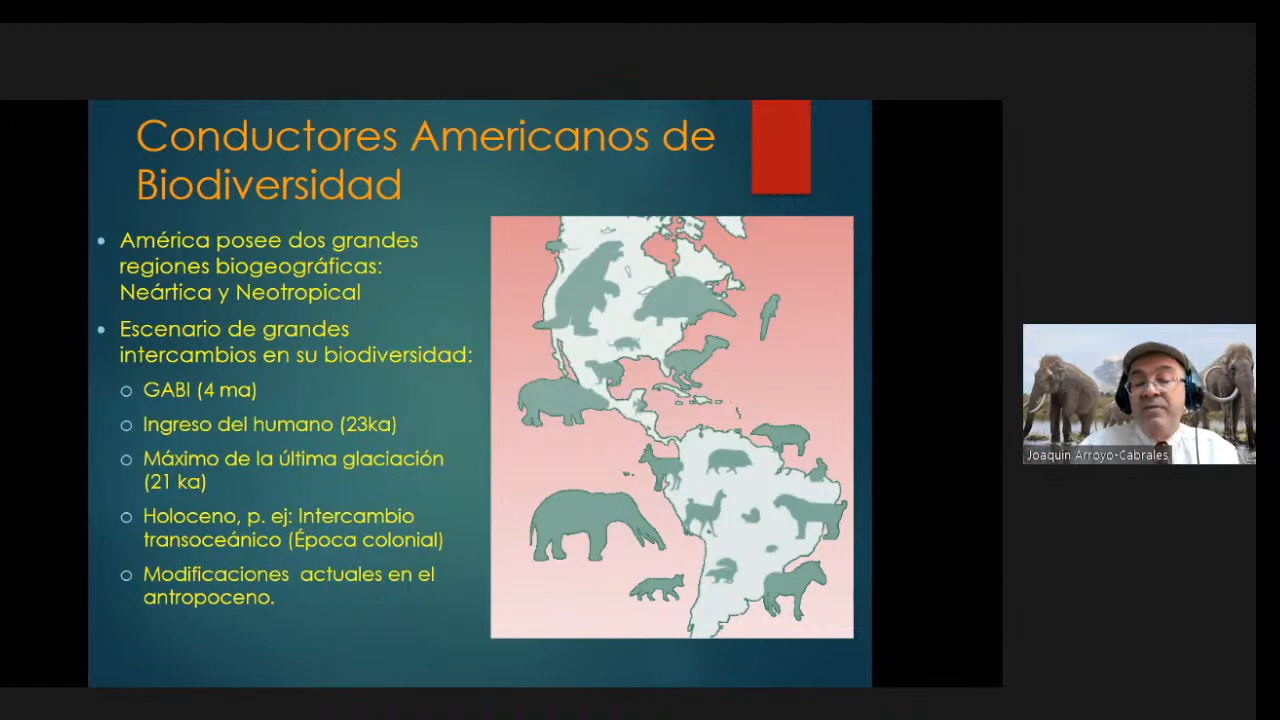 Conductores Americanos de
Biodiversidad
• América posee dos grandes
regiones biogeográficas:
Neártica y Neotropical
• Escenario de grandes
intercambios en su biodiversidad:
o GABI (4 ma)
o Ingreso del humano (23ka)
o Máximo de la última glaciación
(21 ka)
o Holoceno, p. ej: Intercambio
transoceánico (Época colonial)
o Modificaciones actuales en el
antropoceno.
Joaquin Arroyo-Cabrales